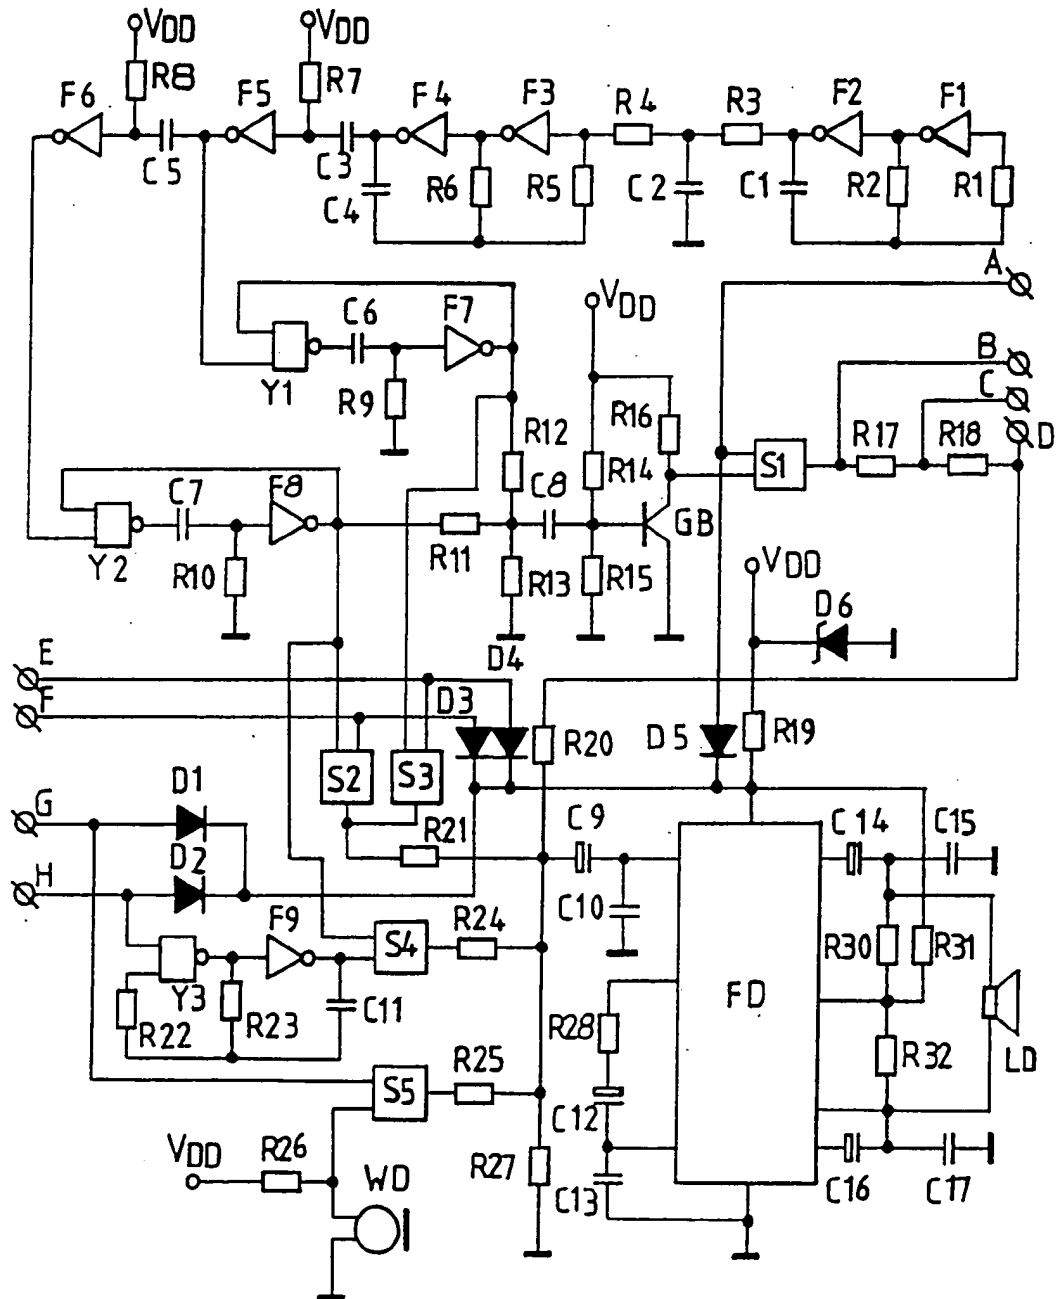 VDD VDD
R8 R7
F6 F5 F4 F3 R4 R3 F2 F1
C5 C3 C4 R6 R5 C2 C1 R2 R1
A
VDD
C6 F7
B
C
D
Y1 R9 R12 R16 R17 R18
S1
R14
C7 F8 C8 GB
Y2 R10 R11 R13 R15
VDD
D6
E D4
F D3
R20 D5 R19
S2 S3
G D1
R21 C9 C14 C15
H D2
C10
F9 R24
S4
R30 R31
Y3 FD
R22 R23 C11 R28
R32 LD
R25
S5 C12
VDD R26 R27
WD C13 C16 C17